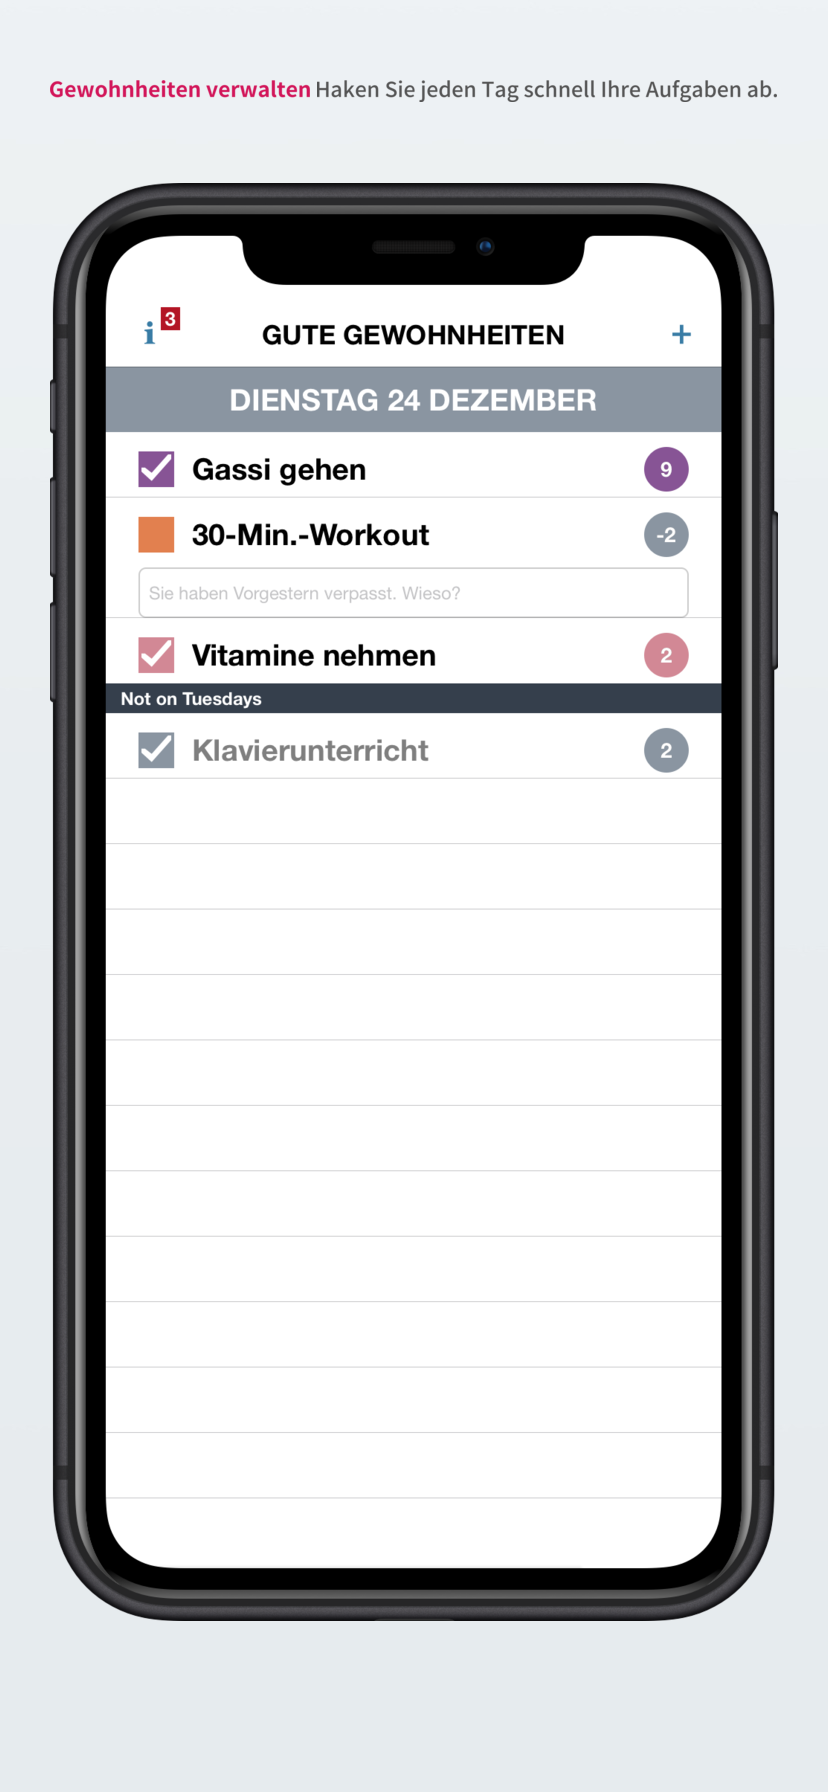 Gewohnheiten verwalten Haken Sie jeden Tag schnell Ihre Aufgaben ab.
i 3 GUTE GEWOHNHEITEN +
DIENSTAG 24 DEZEMBER
Gassi gehen 9
30-Min.-Workout -2
Sie haben Vorgestern verpasst. Wieso?
Vitamine nehmen 2
Not on Tuesdays
Klavierunterricht 2